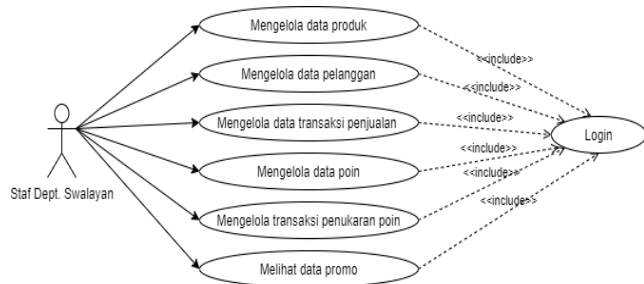 Mengelola data produk
<<include>>
Mengelola data pelanggan
<<include>>
Mengelola data transaksi penjualan
<<include>>
Login
Mengelola data poin
<<include>>
<<include>>
Staf Dept. Swalayan
Mengelola transaksi penukaran poin
<<include>>
Melihat data promo